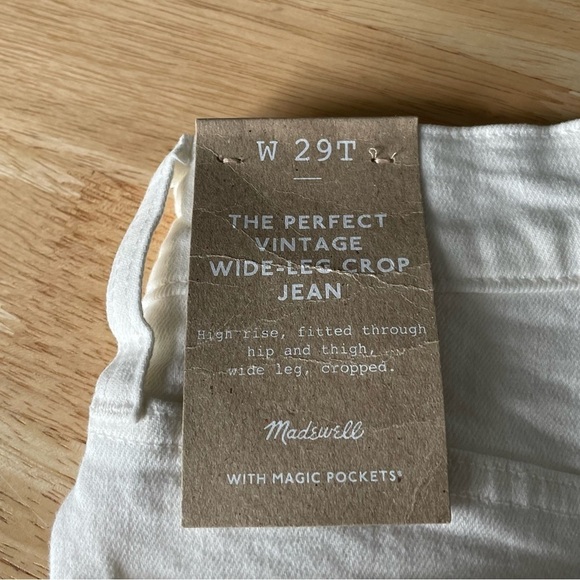 W 29T
THE PERFECT
VINTAGE
WIDE-LEG CROP
JEAN
High rise, fitted through
hip and thigh,
wide leg, cropped.
Madewell
WITH MAGIC POCKETS®